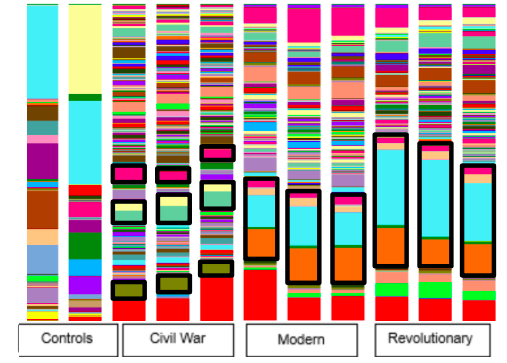 Controls
Civil War
Modern
Revolutionary